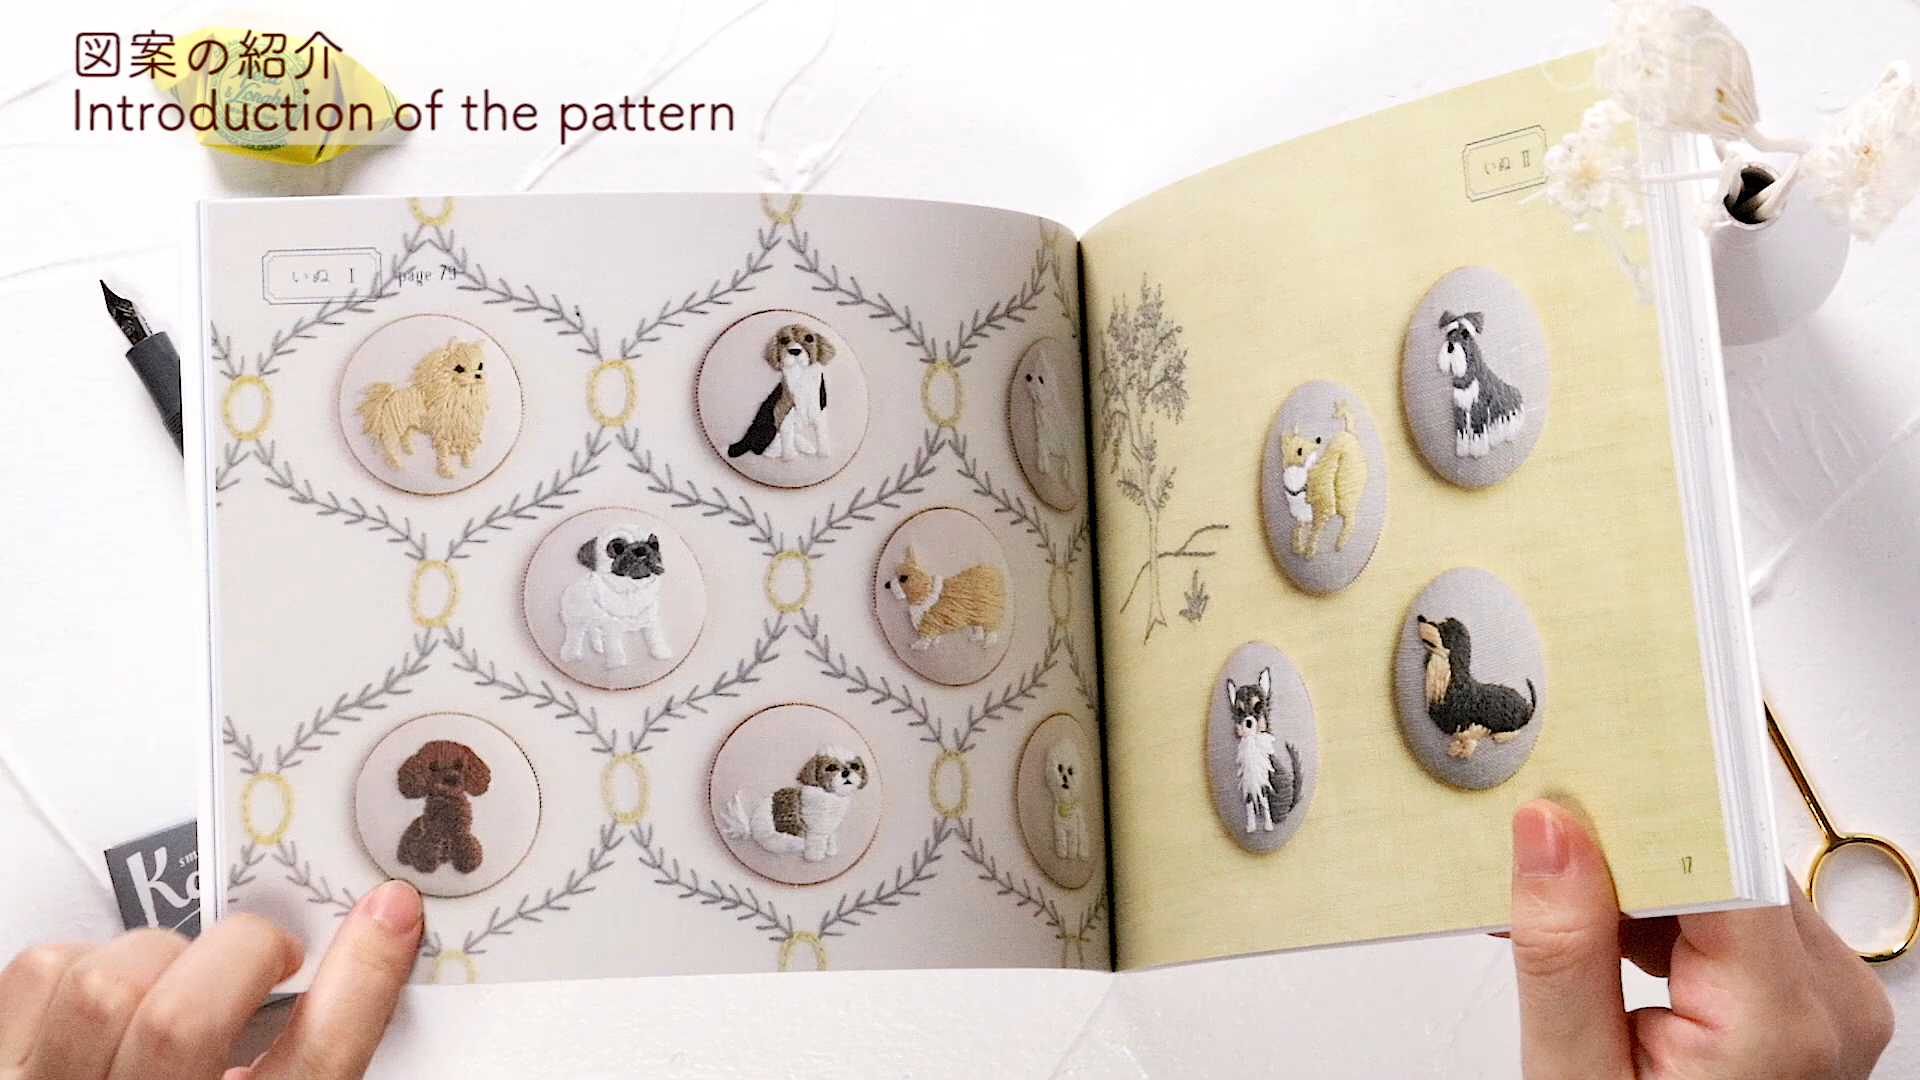 図案の紹介
Introduction of the pattern
いぬ I page 79
いぬ II
17